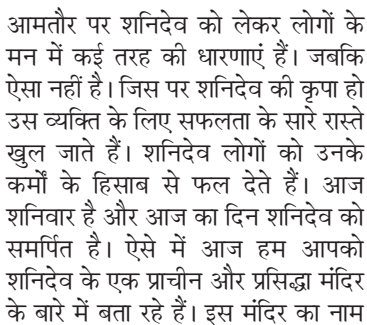 आमतौर पर शनिदेव को लेकर लोगों के
मन में कई तरह की धारणाएं हैं। जबकि
ऐसा नहीं है। जिस पर शनिदेव की कृपा हो
उस व्यक्ति के लिए सफलता के सारे रास्ते
खुल जाते हैं। शनिदेव लोगों को उनके
कर्मों के हिसाब से फल देते हैं। आज
शनिवार है और आज का दिन शनिदेव को
समर्पित है। ऐसे में आज हम आपको
शनिदेव के एक प्राचीन और प्रसिद्धा मंदिर
के बारे में बता रहे हैं। इस मंदिर का नाम